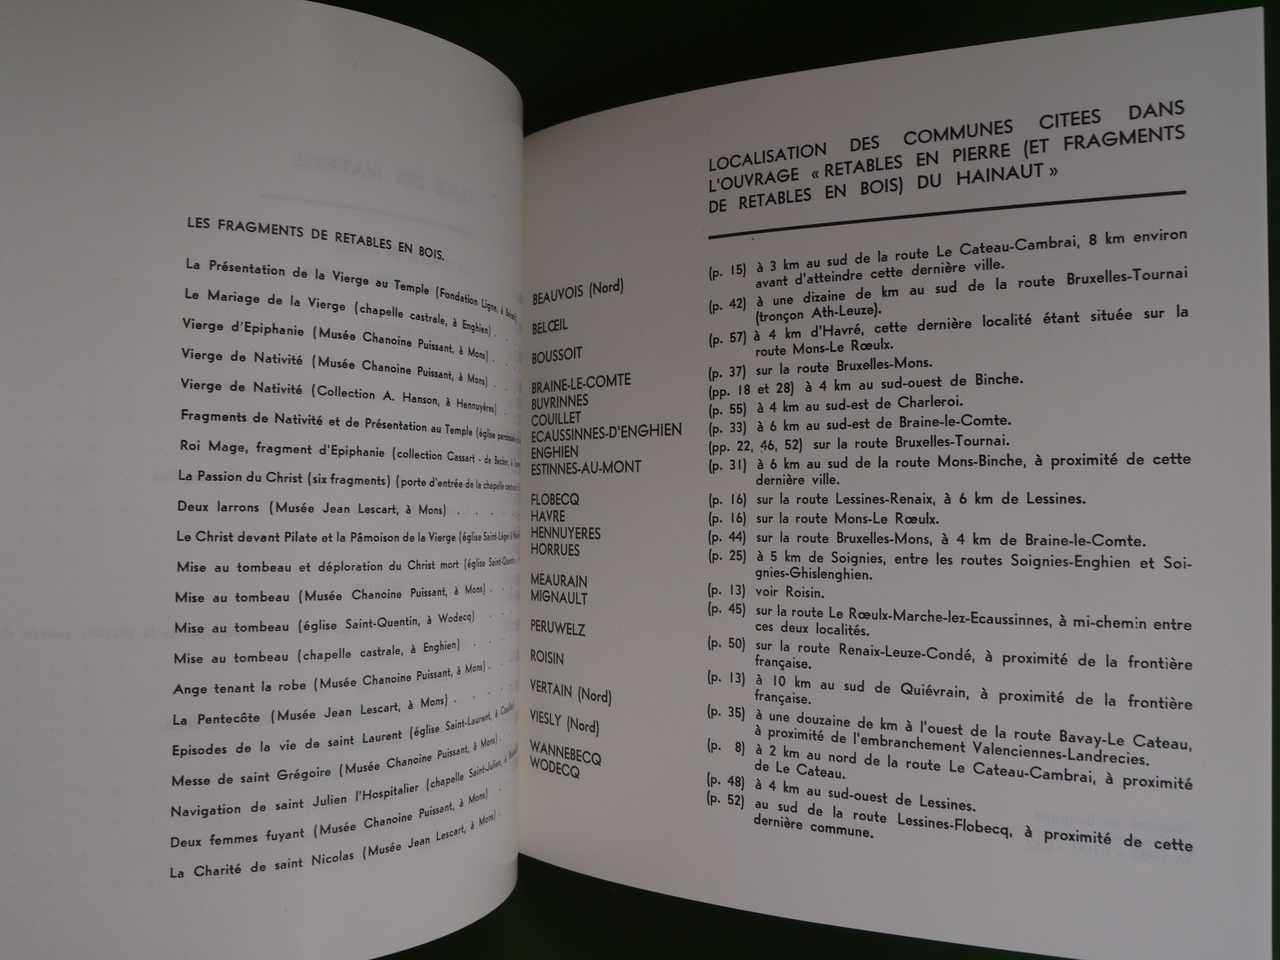 LES FRAGMENTS DE RETABLES EN BOIS.
La Présentation de la Vierge au Temple (Fondation Ligne, à
Le Mariage de la Vierge (chapelle castrale, à Enghien) . .
Vierge d'Epiphanie (Musée Chanoine Puissant, à Mons) . .
Vierge de Nativité (Musée Chanoine Puissant, à Mons) . .
Vierge de Nativité (Collection A. Hanson, à Hennuyères) .
Fragments de Nativité et de Présentation au Temple (église
Roi Mage, fragment d'Epiphanie (collection Cassart - de Becker, à
La Passion du Christ (six fragments) (porte d'entrée de la chapelle
Deux larrons (Musée Jean Lescart, à Mons) . . . .
Le Christ devant Pilate et la Pâmoison de la Vierge (église Saint-Léger à
Mise au tombeau et déploration du Christ mort (église Saint-Quentin
Mise au tombeau (Musée Chanoine Puissant, à Mons) . . .
Mise au tombeau (église Saint-Quentin, à Wodecq) . . .
Mise au tombeau (chapelle castrale, à Enghien) . . .
Ange tenant la robe (Musée Chanoine Puissant, à Mons) . .
La Pentecôte (Musée Jean Lescart, à Mons) . . . .
Episodes de la vie de saint Laurent (église Saint-Laurent, à
Messe de saint Grégoire (Musée Chanoine Puissant, à Mons) . .
Navigation de saint Julien l'Hospitalier (chapelle Saint-Julien, à
Deux femmes fuyant (Musée Chanoine Puissant, à Mons) . .
La Charité de saint Nicolas (Musée Jean Lescart, à Mons) .
LOCALISATION DES COMMUNES CITEES DANS
L'OUVRAGE « RETABLES EN PIERRE (ET FRAGMENTS
DE RETABLES EN BOIS) DU HAINAUT »
BEAUVOIS (Nord) (p. 15) à 3 km au sud de la route Le Cateau-Cambrai, 8 km environ
avant d'atteindre cette dernière ville.
BELŒIL (p. 42) à une dizaine de km au sud de la route Bruxelles-Tournai
(tronçon Ath-Leuze).
BOUSSOIT (p. 57) à 4 km d'Havré, cette dernière localité étant située sur la
route Mons-Le Rœulx.
BRAINE-LE-COMTE (p. 37) sur la route Bruxelles-Mons.
BUVRINNES (pp. 18 et 28) à 4 km au sud-ouest de Binche.
COUILLET (p. 55) à 4 km au sud-est de Charleroi.
ECAUSSINNES-D'ENGHIEN (p. 33) à 6 km au sud-est de Braine-le-Comte.
ENGHIEN (pp. 22, 46, 52) sur la route Bruxelles-Tournai.
ESTINNES-AU-MONT (p. 31) à 6 km au sud de la route Mons-Binche, à proximité de cette
dernière ville.
FLOBECQ (p. 16) sur la route Lessines-Renaix, à 6 km de Lessines.
HAVRE (p. 16) sur la route Mons-Le Rœulx.
HENNUYERES (p. 44) sur la route Bruxelles-Mons, à 4 km de Braine-le-Comte.
HORRUES (p. 25) à 5 km de Soignies, entre les routes Soignies-Enghien et Soi-
gnies-Ghislenghien.
MEAURAIN (p. 13) voir Roisin.
MIGNAULT (p. 45) sur la route Le Rœulx-Marche-lez-Ecaussinnes, à mi-chemin entre
ces deux localités.
PERUWELZ (p. 50) sur la route Renaix-Leuze-Condé, à proximité de la frontière
française.
ROISIN (p. 13) à 10 km au sud de Quiévrain, à proximité de la frontière
française.
VERTAIN (Nord) (p. 35) à une douzaine de km à l'ouest de la route Bavay-Le Cateau,
à proximité de l'embranchement Valenciennes-Landrecies.
VIESLY (Nord) (p. 8) à 2 km au nord de la route Le Cateau-Cambrai, à proximité
de Le Cateau.
WANNEBECQ (p. 48) à 4 km au sud-ouest de Lessines.
WODECQ (p. 52) au sud de la route Lessines-Flobecq, à proximité de cette
dernière commune.